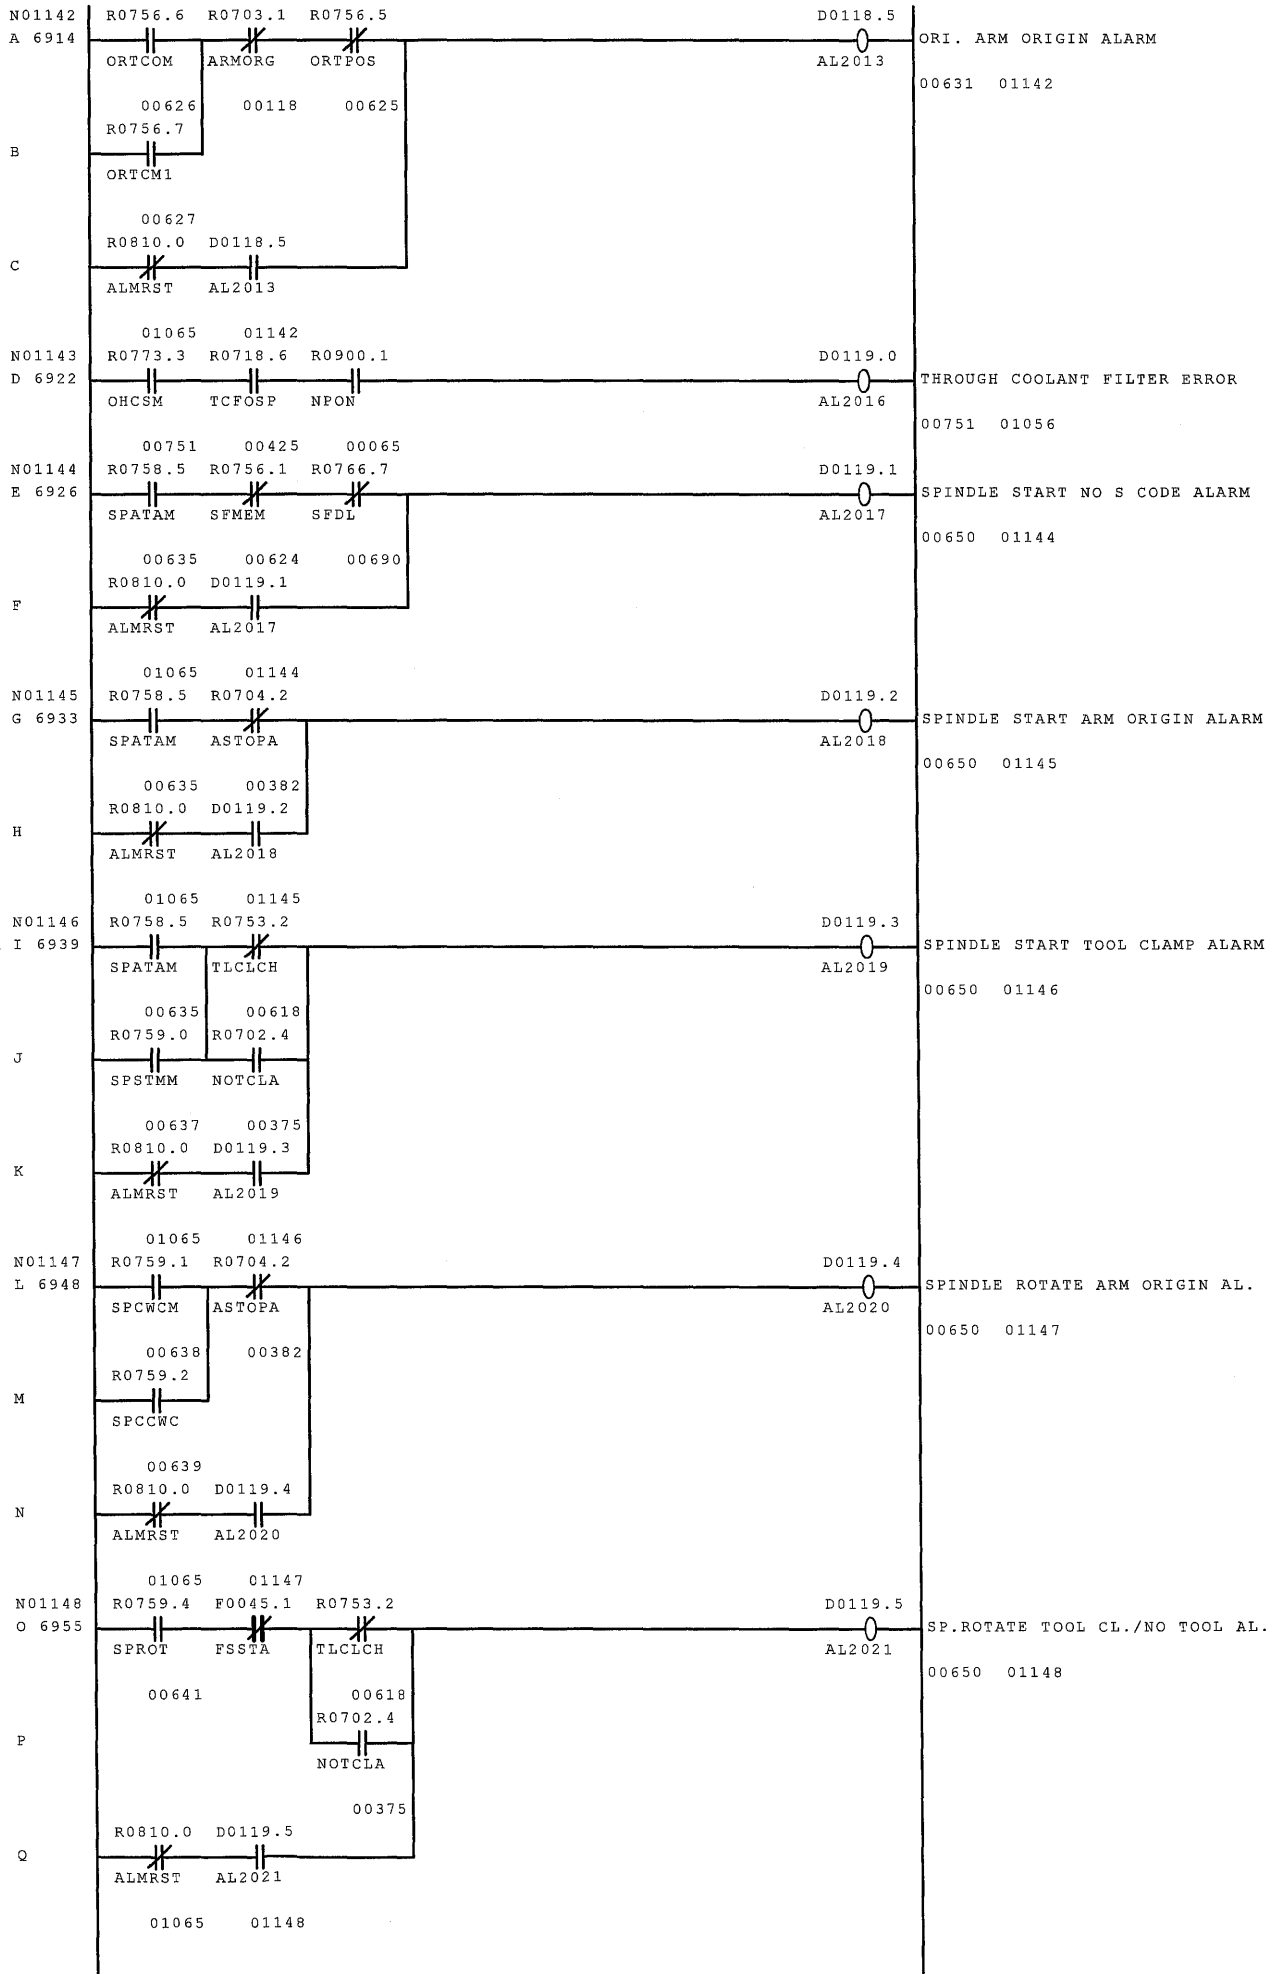 N01142 R0756.6 R0703.1 R0756.5 D0118.5
A 6914 ORI. ARM ORIGIN ALARM
ORTCOM ARMORG ORTPOS AL2013
00631 01142
00626 00118 00625
R0756.7
B
ORTCM1
00627
R0810.0 D0118.5
C
ALMRST AL2013
01065 01142
N01143 R0773.3 R0718.6 R0900.1 D0119.0
D 6922 THROUGH COOLANT FILTER ERROR
OHCSM TCFOSP NPON AL2016
00751 01056
00751 00425 00065
N01144 R0758.5 R0756.1 R0766.7 D0119.1
E 6926 SPINDLE START NO S CODE ALARM
SPATAM SFMEM SFDL AL2017
00650 01144
00635 00624 00690
R0810.0 D0119.1
F
ALMRST AL2017
01065 01144
N01145 R0758.5 R0704.2 D0119.2
G 6933 SPINDLE START ARM ORIGIN ALARM
SPATAM ASTOPA AL2018
00650 01145
00635 00382
R0810.0 D0119.2
H
ALMRST AL2018
01065 01145
N01146 R0758.5 R0753.2 D0119.3
I 6939 SPINDLE START TOOL CLAMP ALARM
SPATAM TLCLCH AL2019
00650 01146
00635 00618
R0759.0 R0702.4
J
SPSTMM NOTCLA
00637 00375
R0810.0 D0119.3
K
ALMRST AL2019
01065 01146
N01147 R0759.1 R0704.2 D0119.4
L 6948 SPINDLE ROTATE ARM ORIGIN AL.
SPCWCM ASTOPA AL2020
00650 01147
00638 00382
R0759.2
M
SPCCWC
00639
R0810.0 D0119.4
N
ALMRST AL2020
01065 01147
N01148 R0759.4 F0045.1 R0753.2 D0119.5
O 6955 SP.ROTATE TOOL CL./NO TOOL AL.
SPROT FSSTA TLCLCH AL2021
00650 01148
00641 00618
R0702.4
P
NOTCLA
00375
R0810.0 D0119.5
Q
ALMRST AL2021
01065 01148